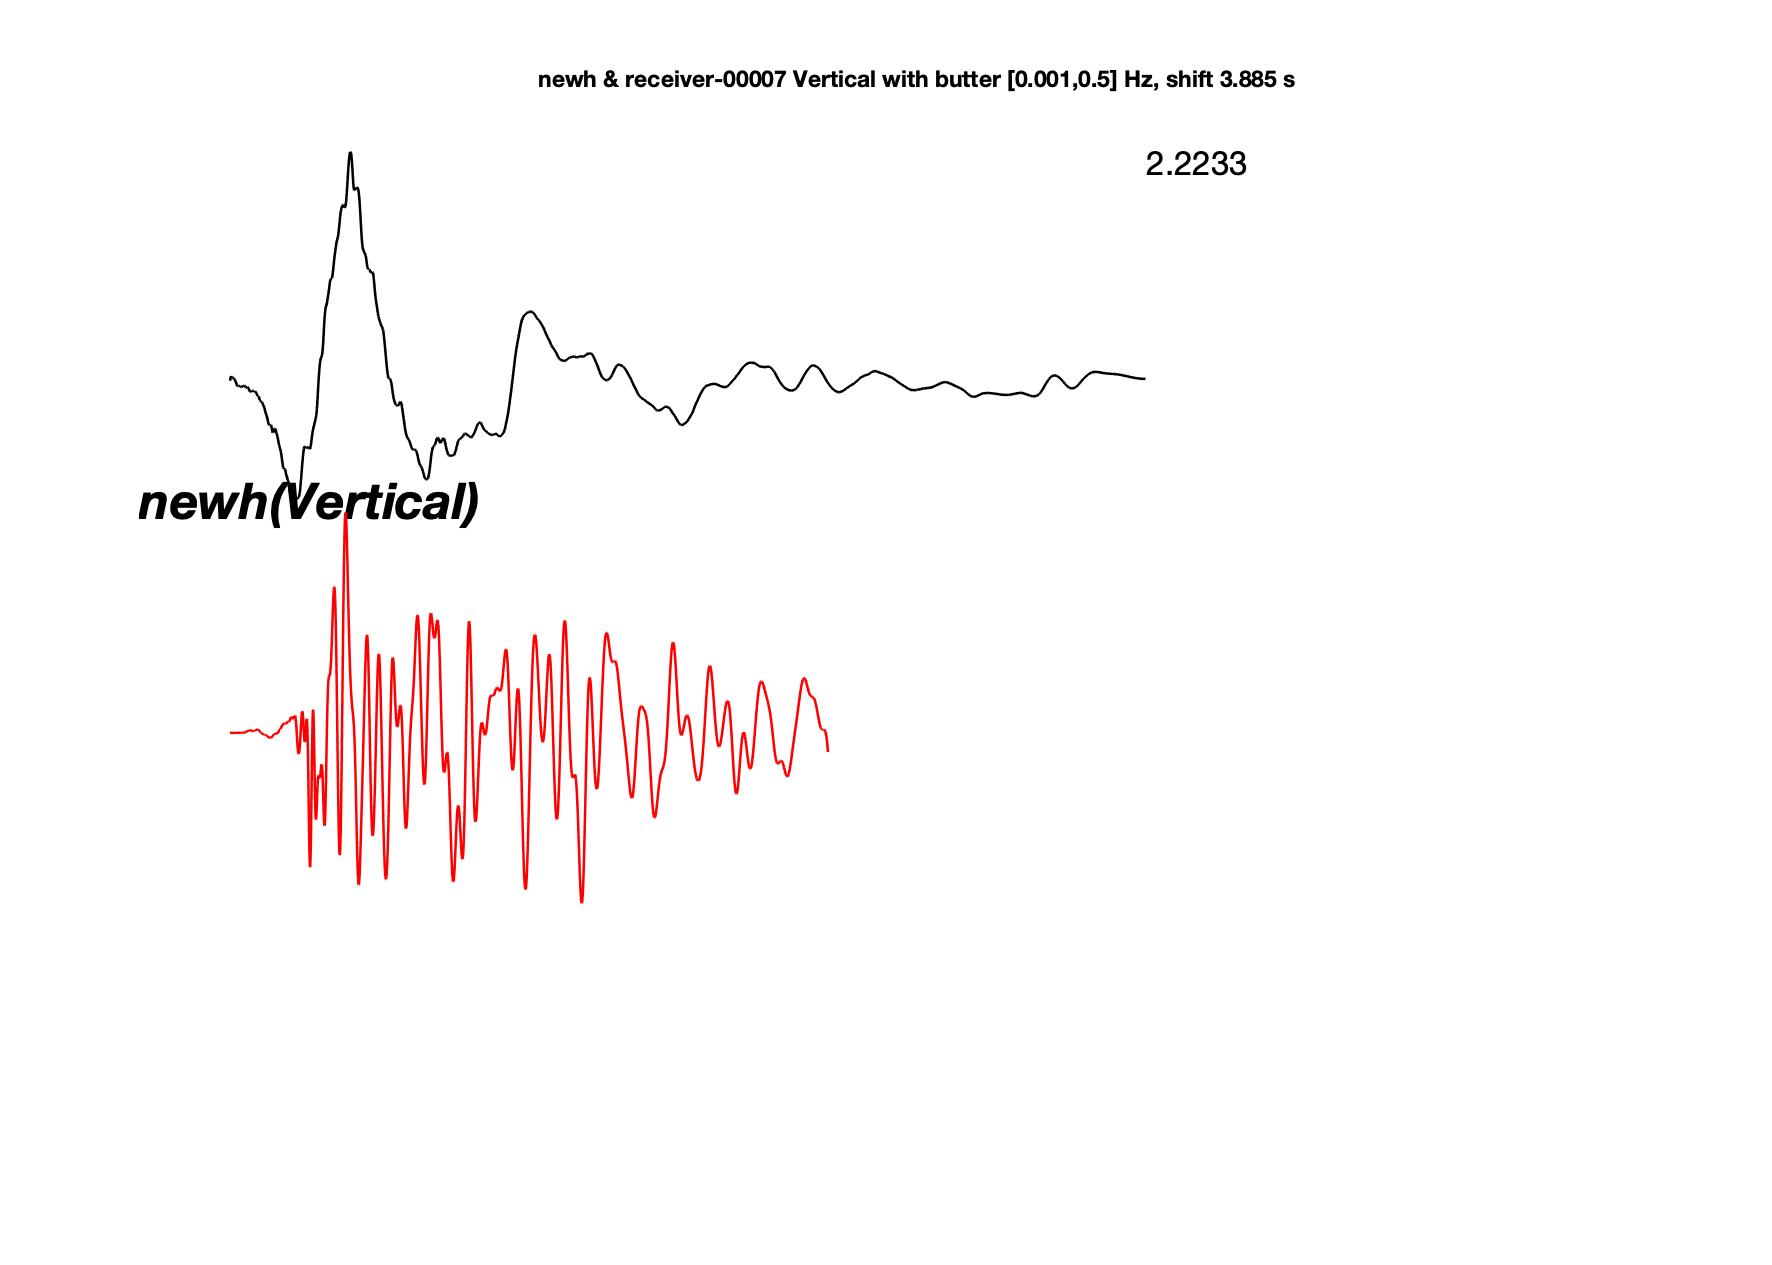 newh & receiver-00007 Vertical with butter [0.001,0.5] Hz, shift 3.885 s
2.2233
newh(Vertical)